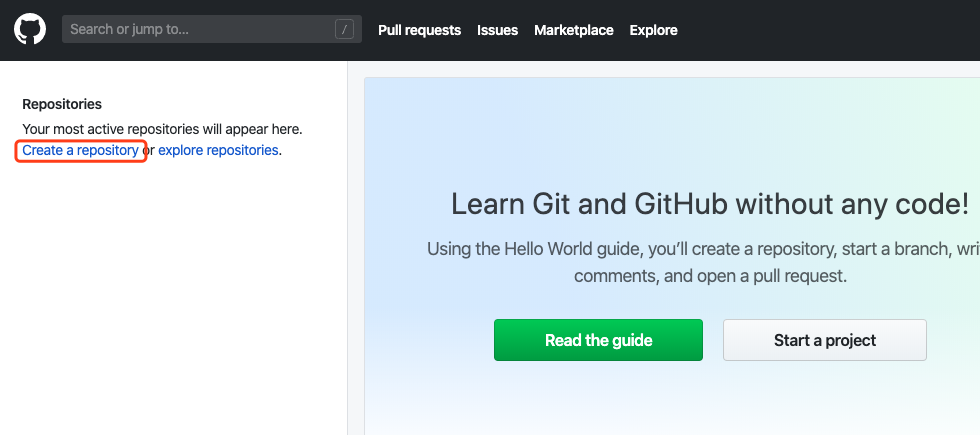 Search or jump to... / Pull requests Issues Marketplace Explore
Repositories
Your most active repositories will appear here.
Create a repository or explore repositories.
Learn Git and GitHub without any code!
Using the Hello World guide, you'll create a repository, start a branch, wri
comments, and open a pull request.
Read the guide Start a project